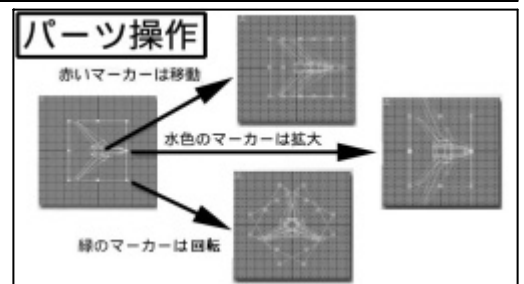 パーツ操作
赤いマーカーは移動
水色のマーカーは拡大
緑のマーカーは回転